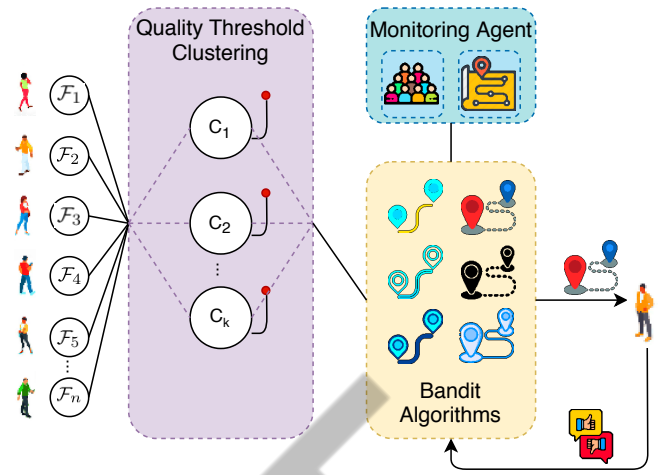 Quality Threshold
Clustering
Monitoring Agent
F₁
F₂
F₃
F₄
F₅
Fₙ
C₁
C₂
Cₖ
Bandit
Algorithms